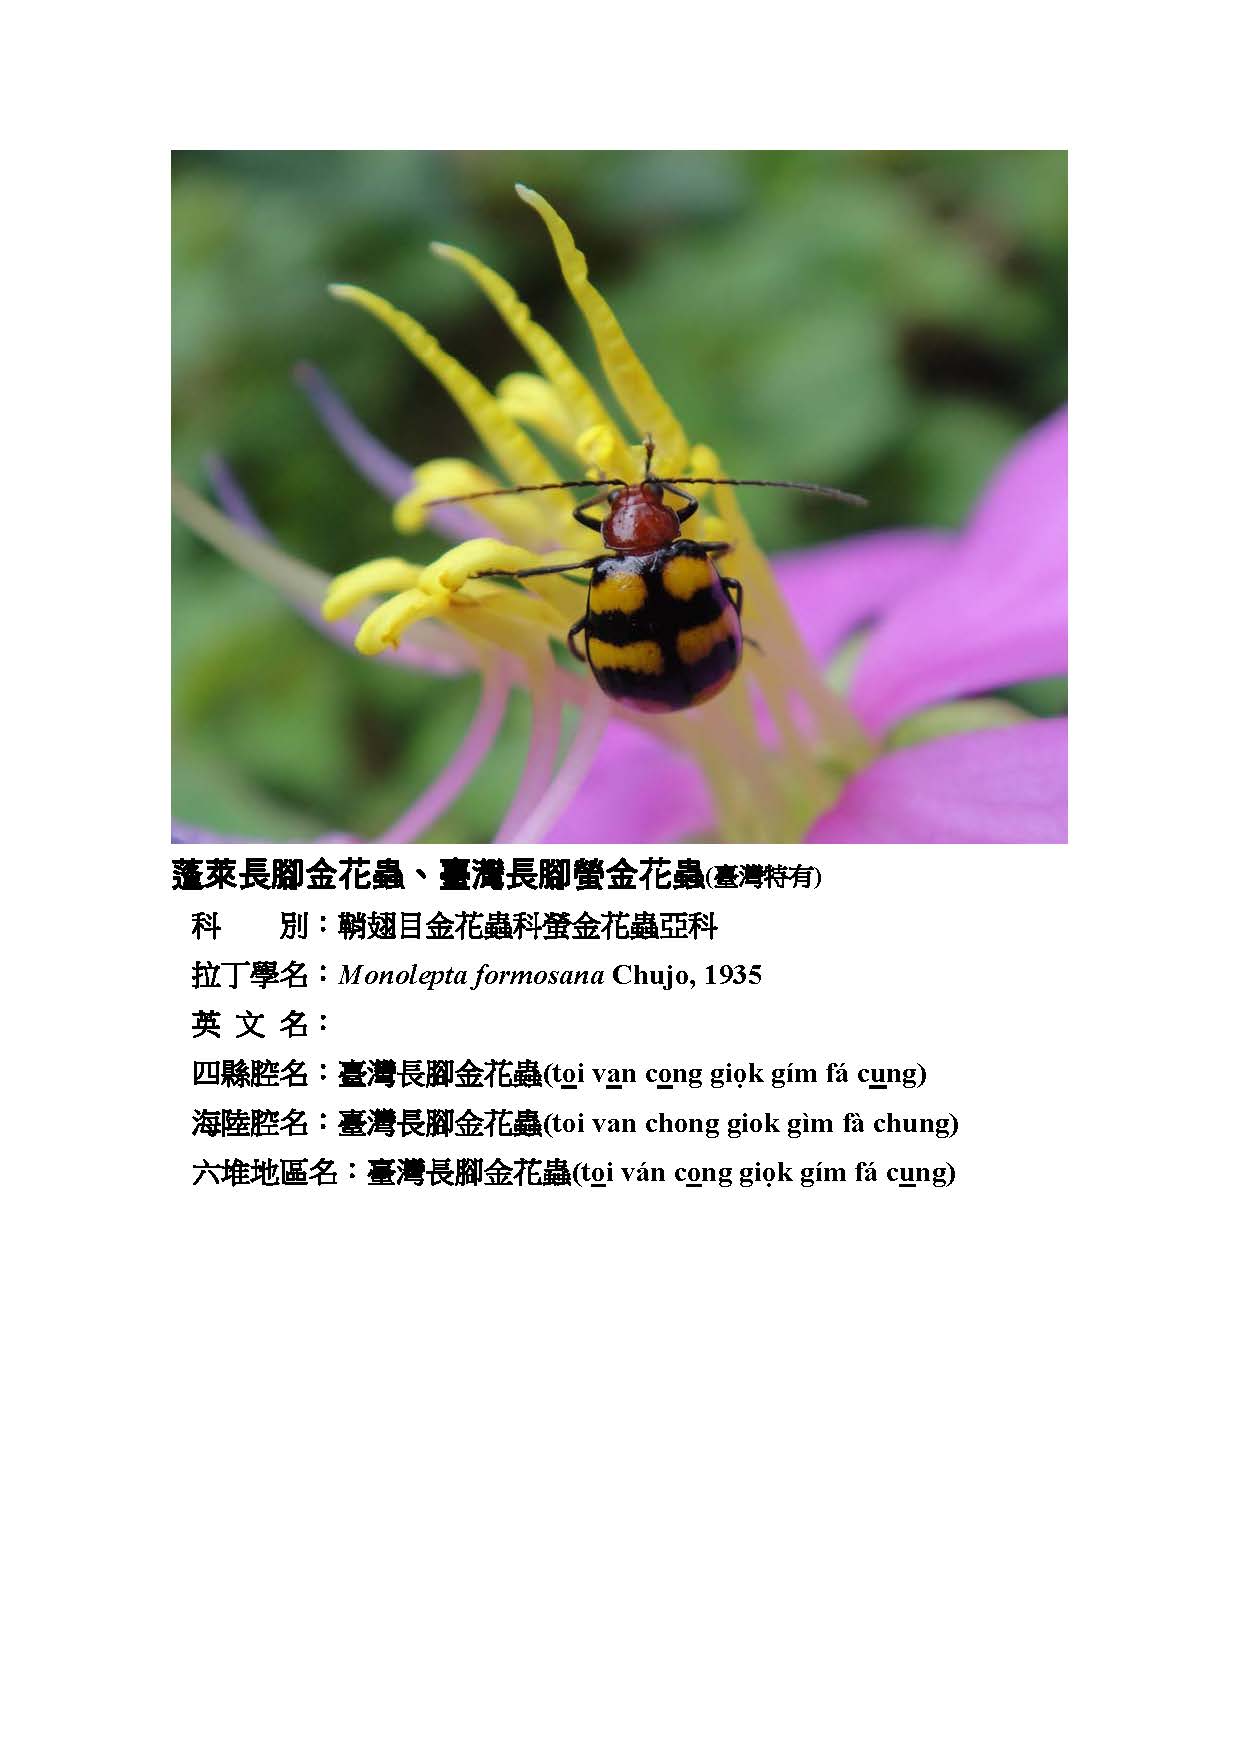 蓬萊長腳金花蟲、臺灣長腳螢金花蟲(臺灣特有)
科　　別：鞘翅目金花蟲科螢金花蟲亞科
拉丁學名：Monolepta formosana Chujo, 1935
英 文 名：
四縣腔名：臺灣長腳金花蟲(to̲i va̲n co̲ng giọk gím fá cu̲ng)
海陸腔名：臺灣長腳金花蟲(toi van chong giok gìm fà chung)
六堆地區名：臺灣長腳金花蟲(to̲i ván co̲ng giọk gím fá cu̲ng)